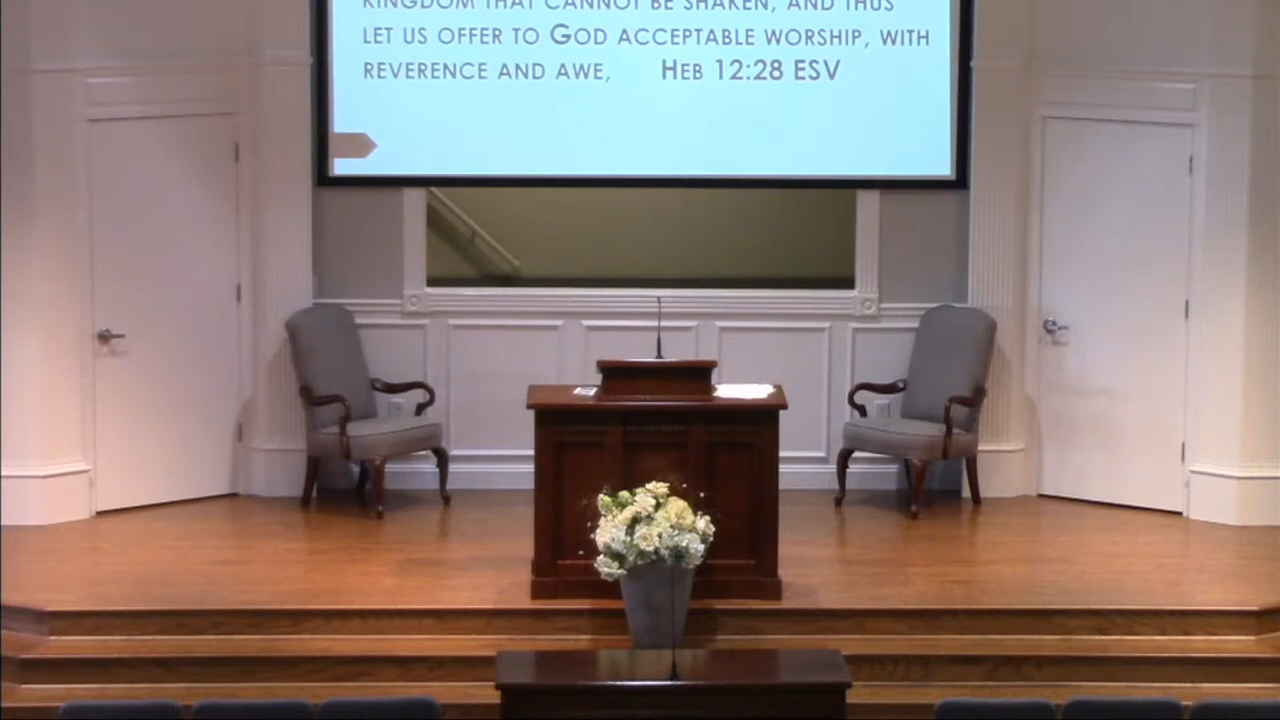 KINGDOM THAT CANNOT BE SHAKEN, AND THUS
LET US OFFER TO GOD ACCEPTABLE WORSHIP, WITH
REVERENCE AND AWE, HEB 12:28 ESV